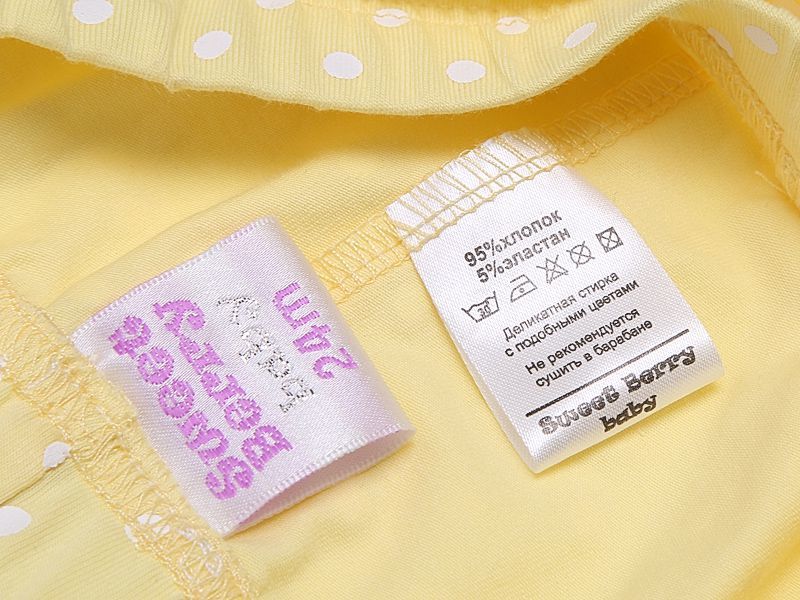 Sweet
Berry
baby
24m
95%хлопок
5%эластан
30
Деликатная стирка
с подобными цветами
Не рекомендуется
сушить в барабане
Sweet Berry
baby